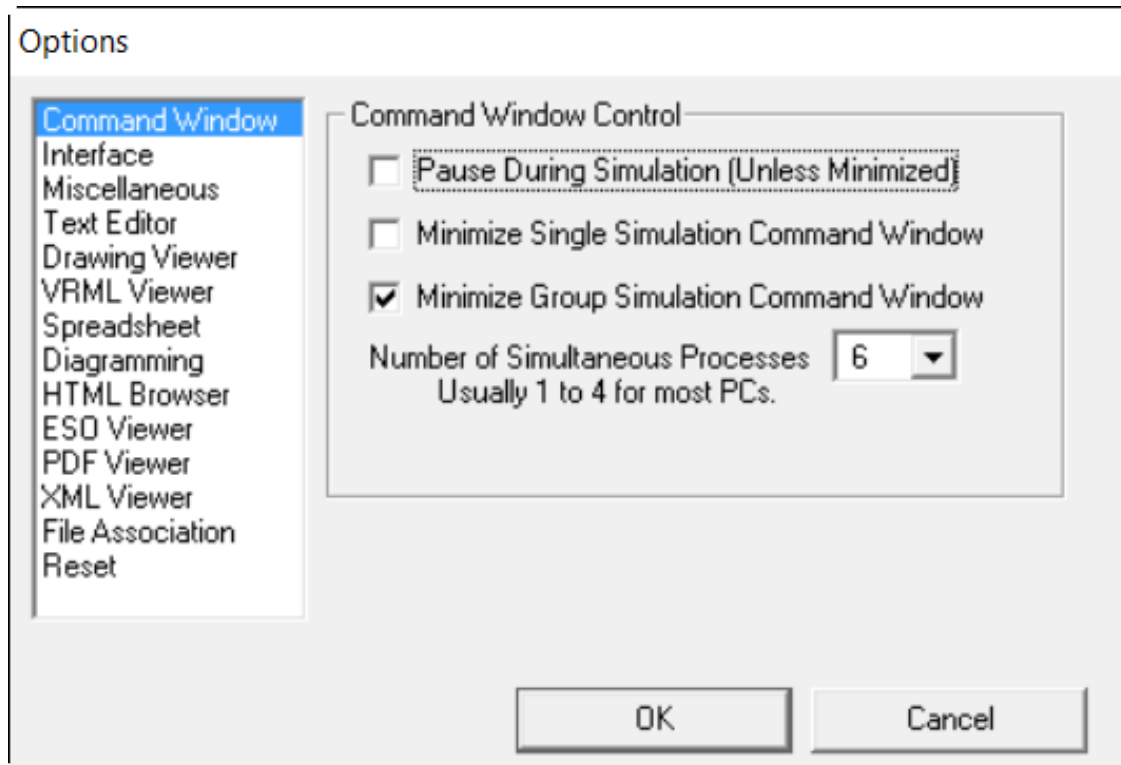 Options
Command Window
Interface
Miscellaneous
Text Editor
Drawing Viewer
VRML Viewer
Spreadsheet
Diagramming
HTML Browser
ESO Viewer
PDF Viewer
XML Viewer
File Association
Reset
Command Window Control
Pause During Simulation (Unless Minimized)
Minimize Single Simulation Command Window
Minimize Group Simulation Command Window
Number of Simultaneous Processes 6
Usually 1 to 4 for most PCs.
OK Cancel